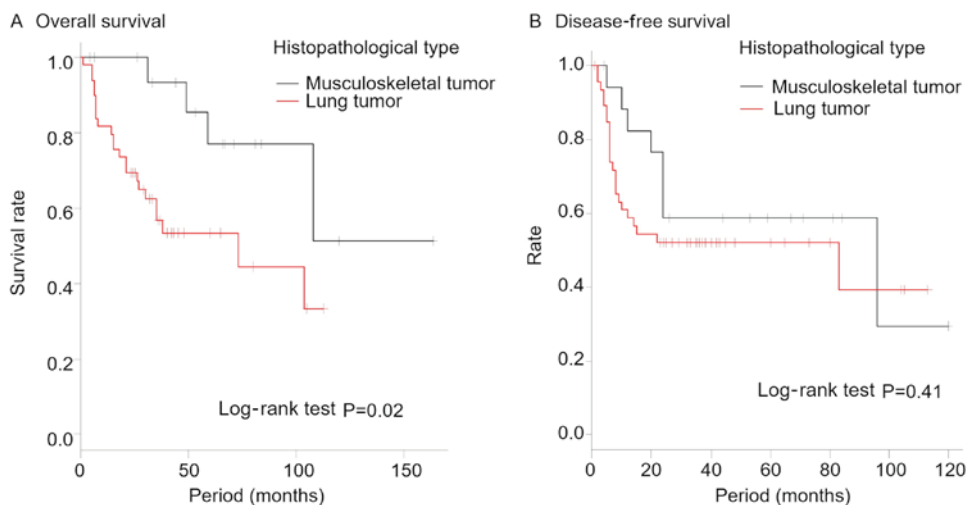 A Overall survival
Histopathological type
Musculoskeletal tumor
Lung tumor
Survival rate
1.0
0.8
0.6
0.4
0.2
0.0
Log-rank test P=0.02
0 50 100 150
Period (months)
B Disease-free survival
Histopathological type
Musculoskeletal tumor
Lung tumor
Rate
1.0
0.8
0.6
0.4
0.2
0.0
Log-rank test P=0.41
0 20 40 60 80 100 120
Period (months)